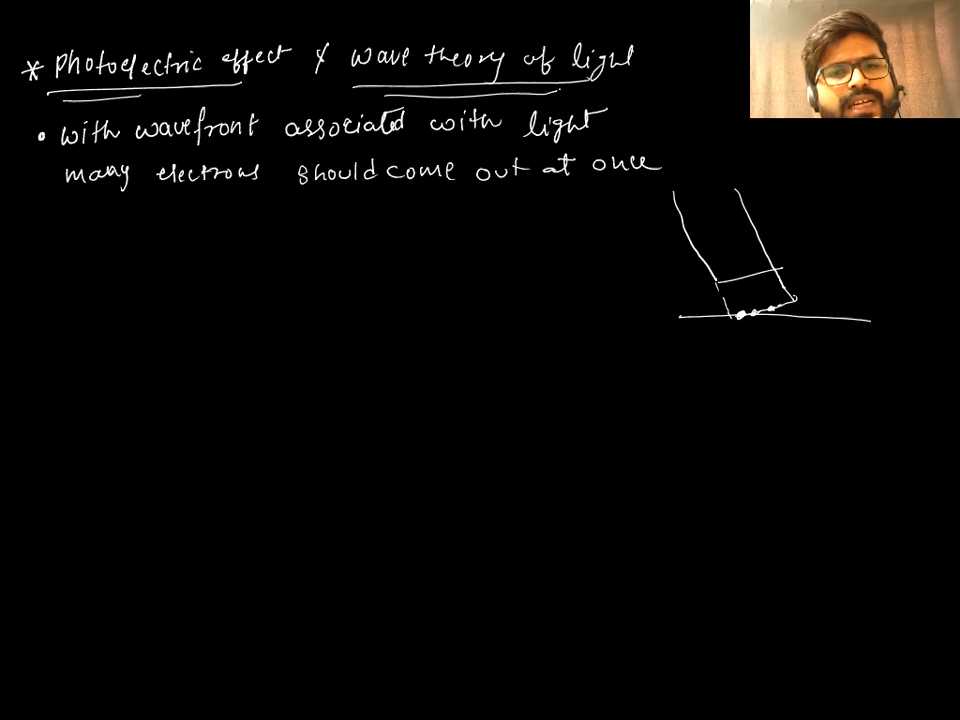 * Photoelectric effect & wave theory of light
• with wavefront associated with light
many electrons should come out at once